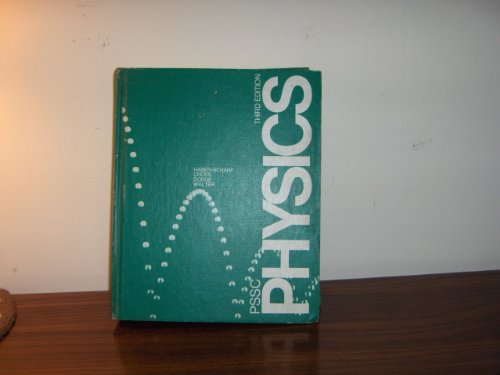 HABER-SCHAIM
CROSS
DODGE
WALTER
PSSC
PHYSICS
THIRD EDITION